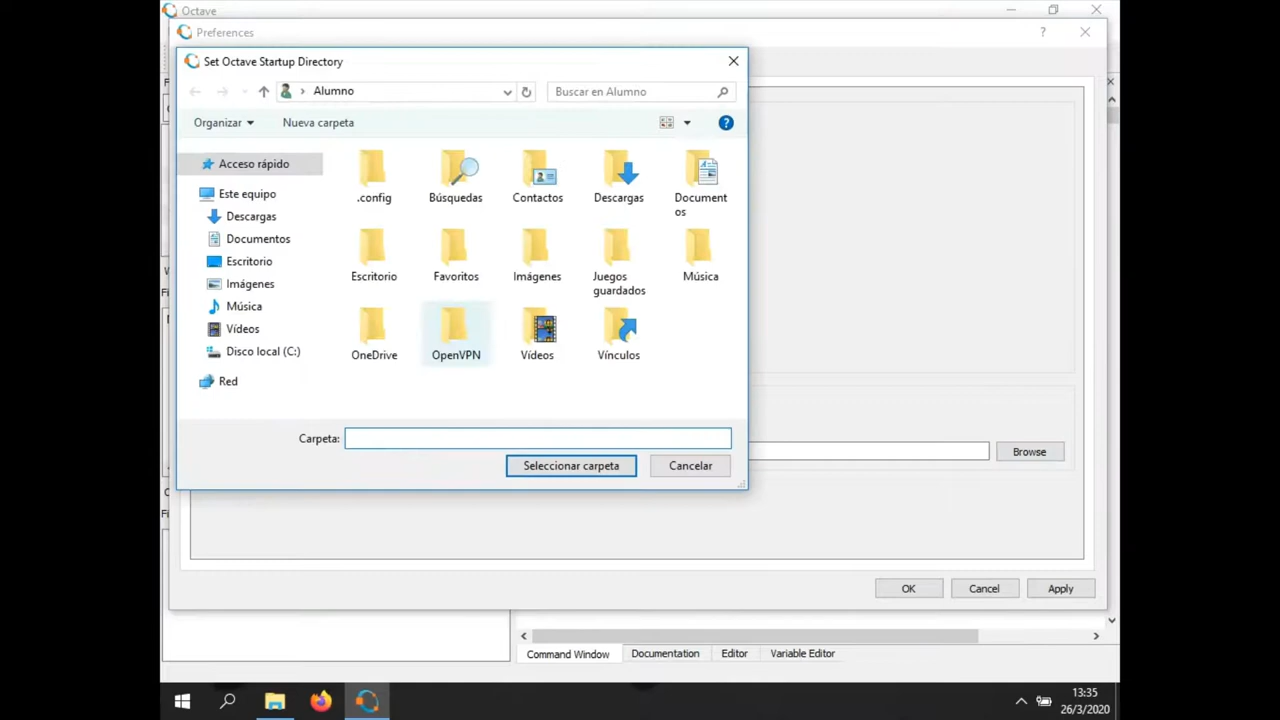 Octave
Preferences
?
Set Octave Startup Directory
Alumno
Buscar en Alumno
Organizar
Nueva carpeta
?
Acceso rápido
Este equipo
Descargas
Documentos
Escritorio
Imágenes
Música
Vídeos
Disco local (C:)
Red
.config
Búsquedas
Contactos
Descargas
Document
os
Escritorio
Favoritos
Imágenes
Juegos
guardados
Música
OneDrive
OpenVPN
Vídeos
Vínculos
Carpeta:
Seleccionar carpeta
Cancelar
Browse
OK
Cancel
Apply
Command Window
Documentation
Editor
Variable Editor
13:35
26/3/2020